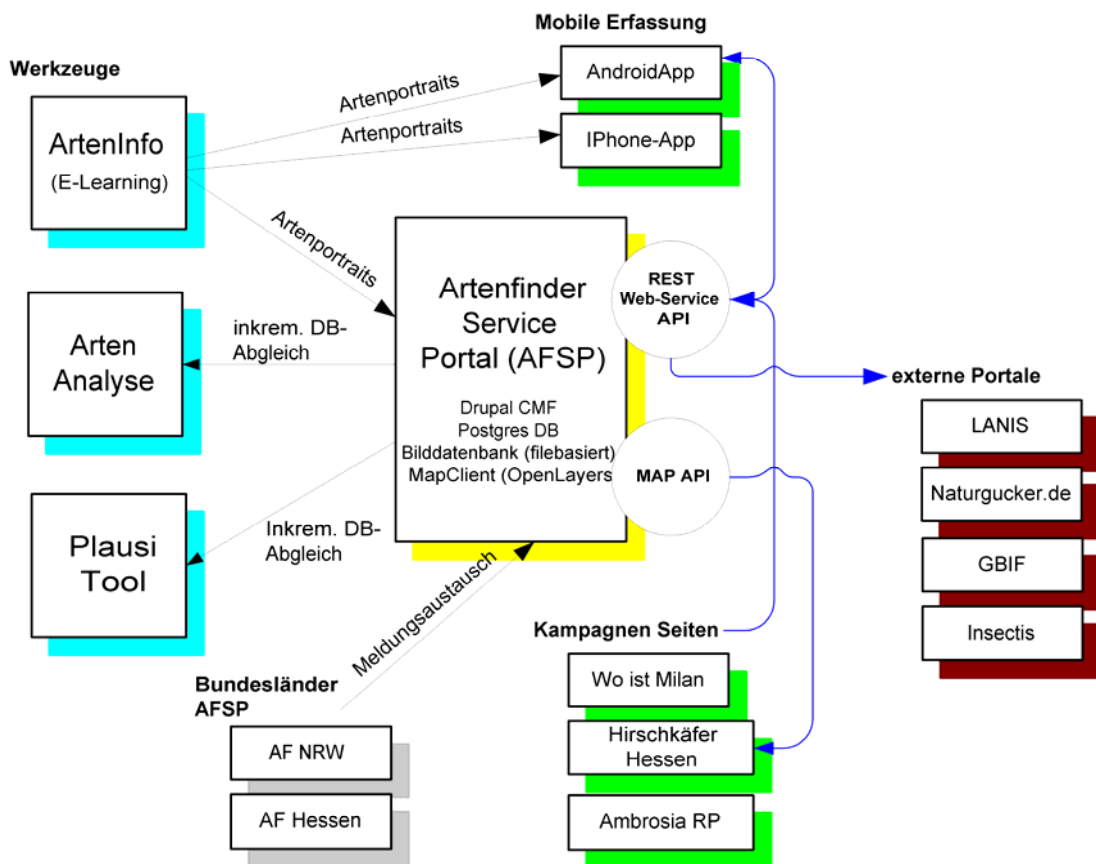 Mobile Erfassung
AndroidApp
IPhone-App
Werkzeuge
ArtenInfo
(E-Learning)
Artenportraits
Artenportraits
Artenportraits
Arten
Analyse
inkrem. DB-
Abgleich
Plausi
Tool
Inkrem. DB-
Abgleich
Artenfinder
Service
Portal (AFSP)
Drupal CMF
Postgres DB
Bilddatenbank (filebasiert)
MapClient (OpenLayers
REST
Web-Service
API
MAP API
externe Portale
LANIS
Naturgucker.de
GBIF
Insectis
Meldungsaustausch
Bundesländer
AFSP
AF NRW
AF Hessen
Kampagnen Seiten
Wo ist Milan
Hirschkäfer
Hessen
Ambrosia RP